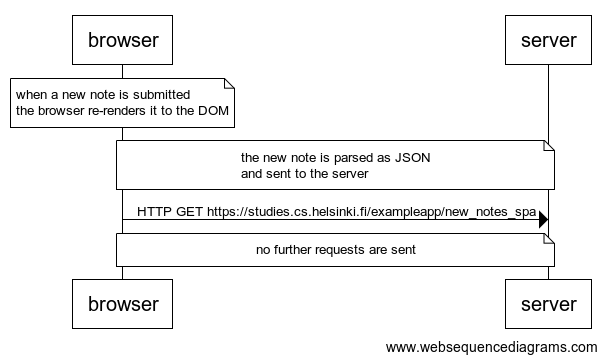 browser
server
when a new note is submitted
the browser re-renders it to the DOM
the new note is parsed as JSON
and sent to the server
HTTP GET https://studies.cs.helsinki.fi/exampleapp/new_notes_spa
no further requests are sent
browser
server
www.websequencediagrams.com